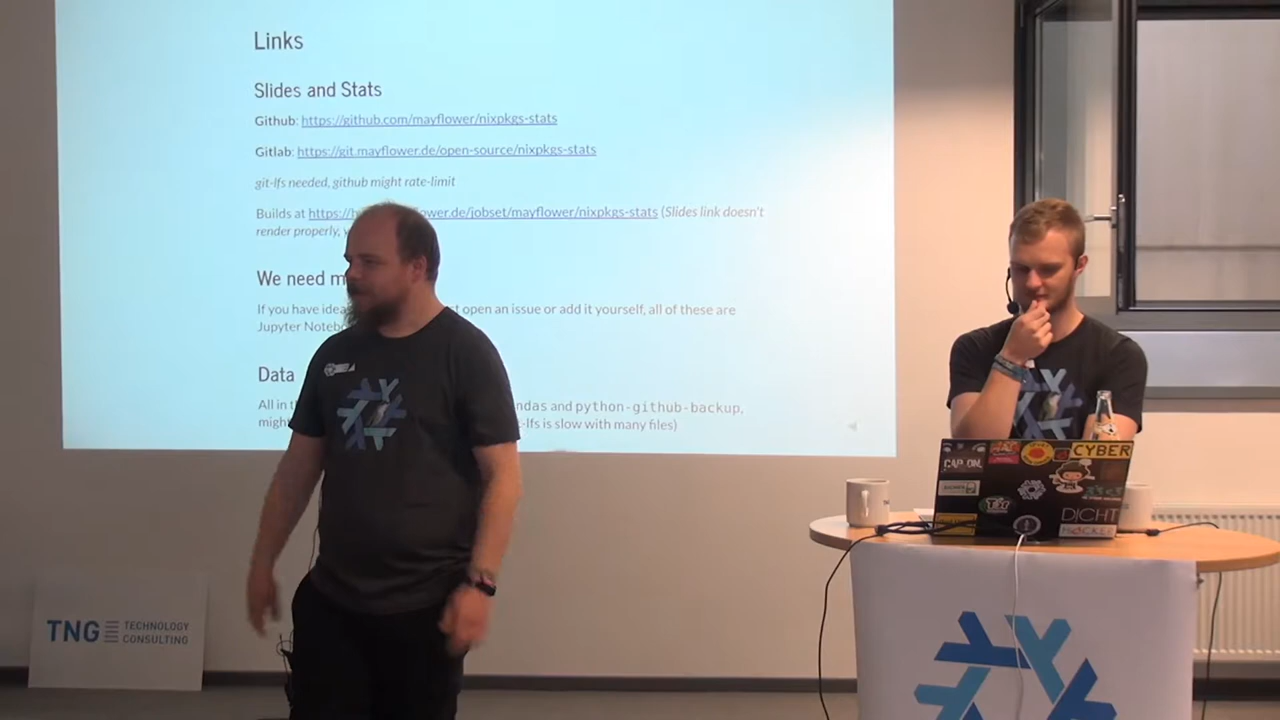 Links
Slides and Stats
Github: https://github.com/mayflower/nixpkgs-stats
Gitlab: https://git.mayflower.de/open-source/nixpkgs-stats
git-lfs needed, github might rate-limit
Builds at https://h ower.de/jobset/mayflower/nixpkgs-stats (Slides link doesn't
render properly,
We need m
If you have idea st open an issue or add it yourself, all of these are
Jupyter Noteb
Data
All in t ndas and python-github-backup,
migh t-lfs is slow with many files)
CYBER
CAP_ON.
Tor
DICHT
TNG TECHNOLOGY
CONSULTING